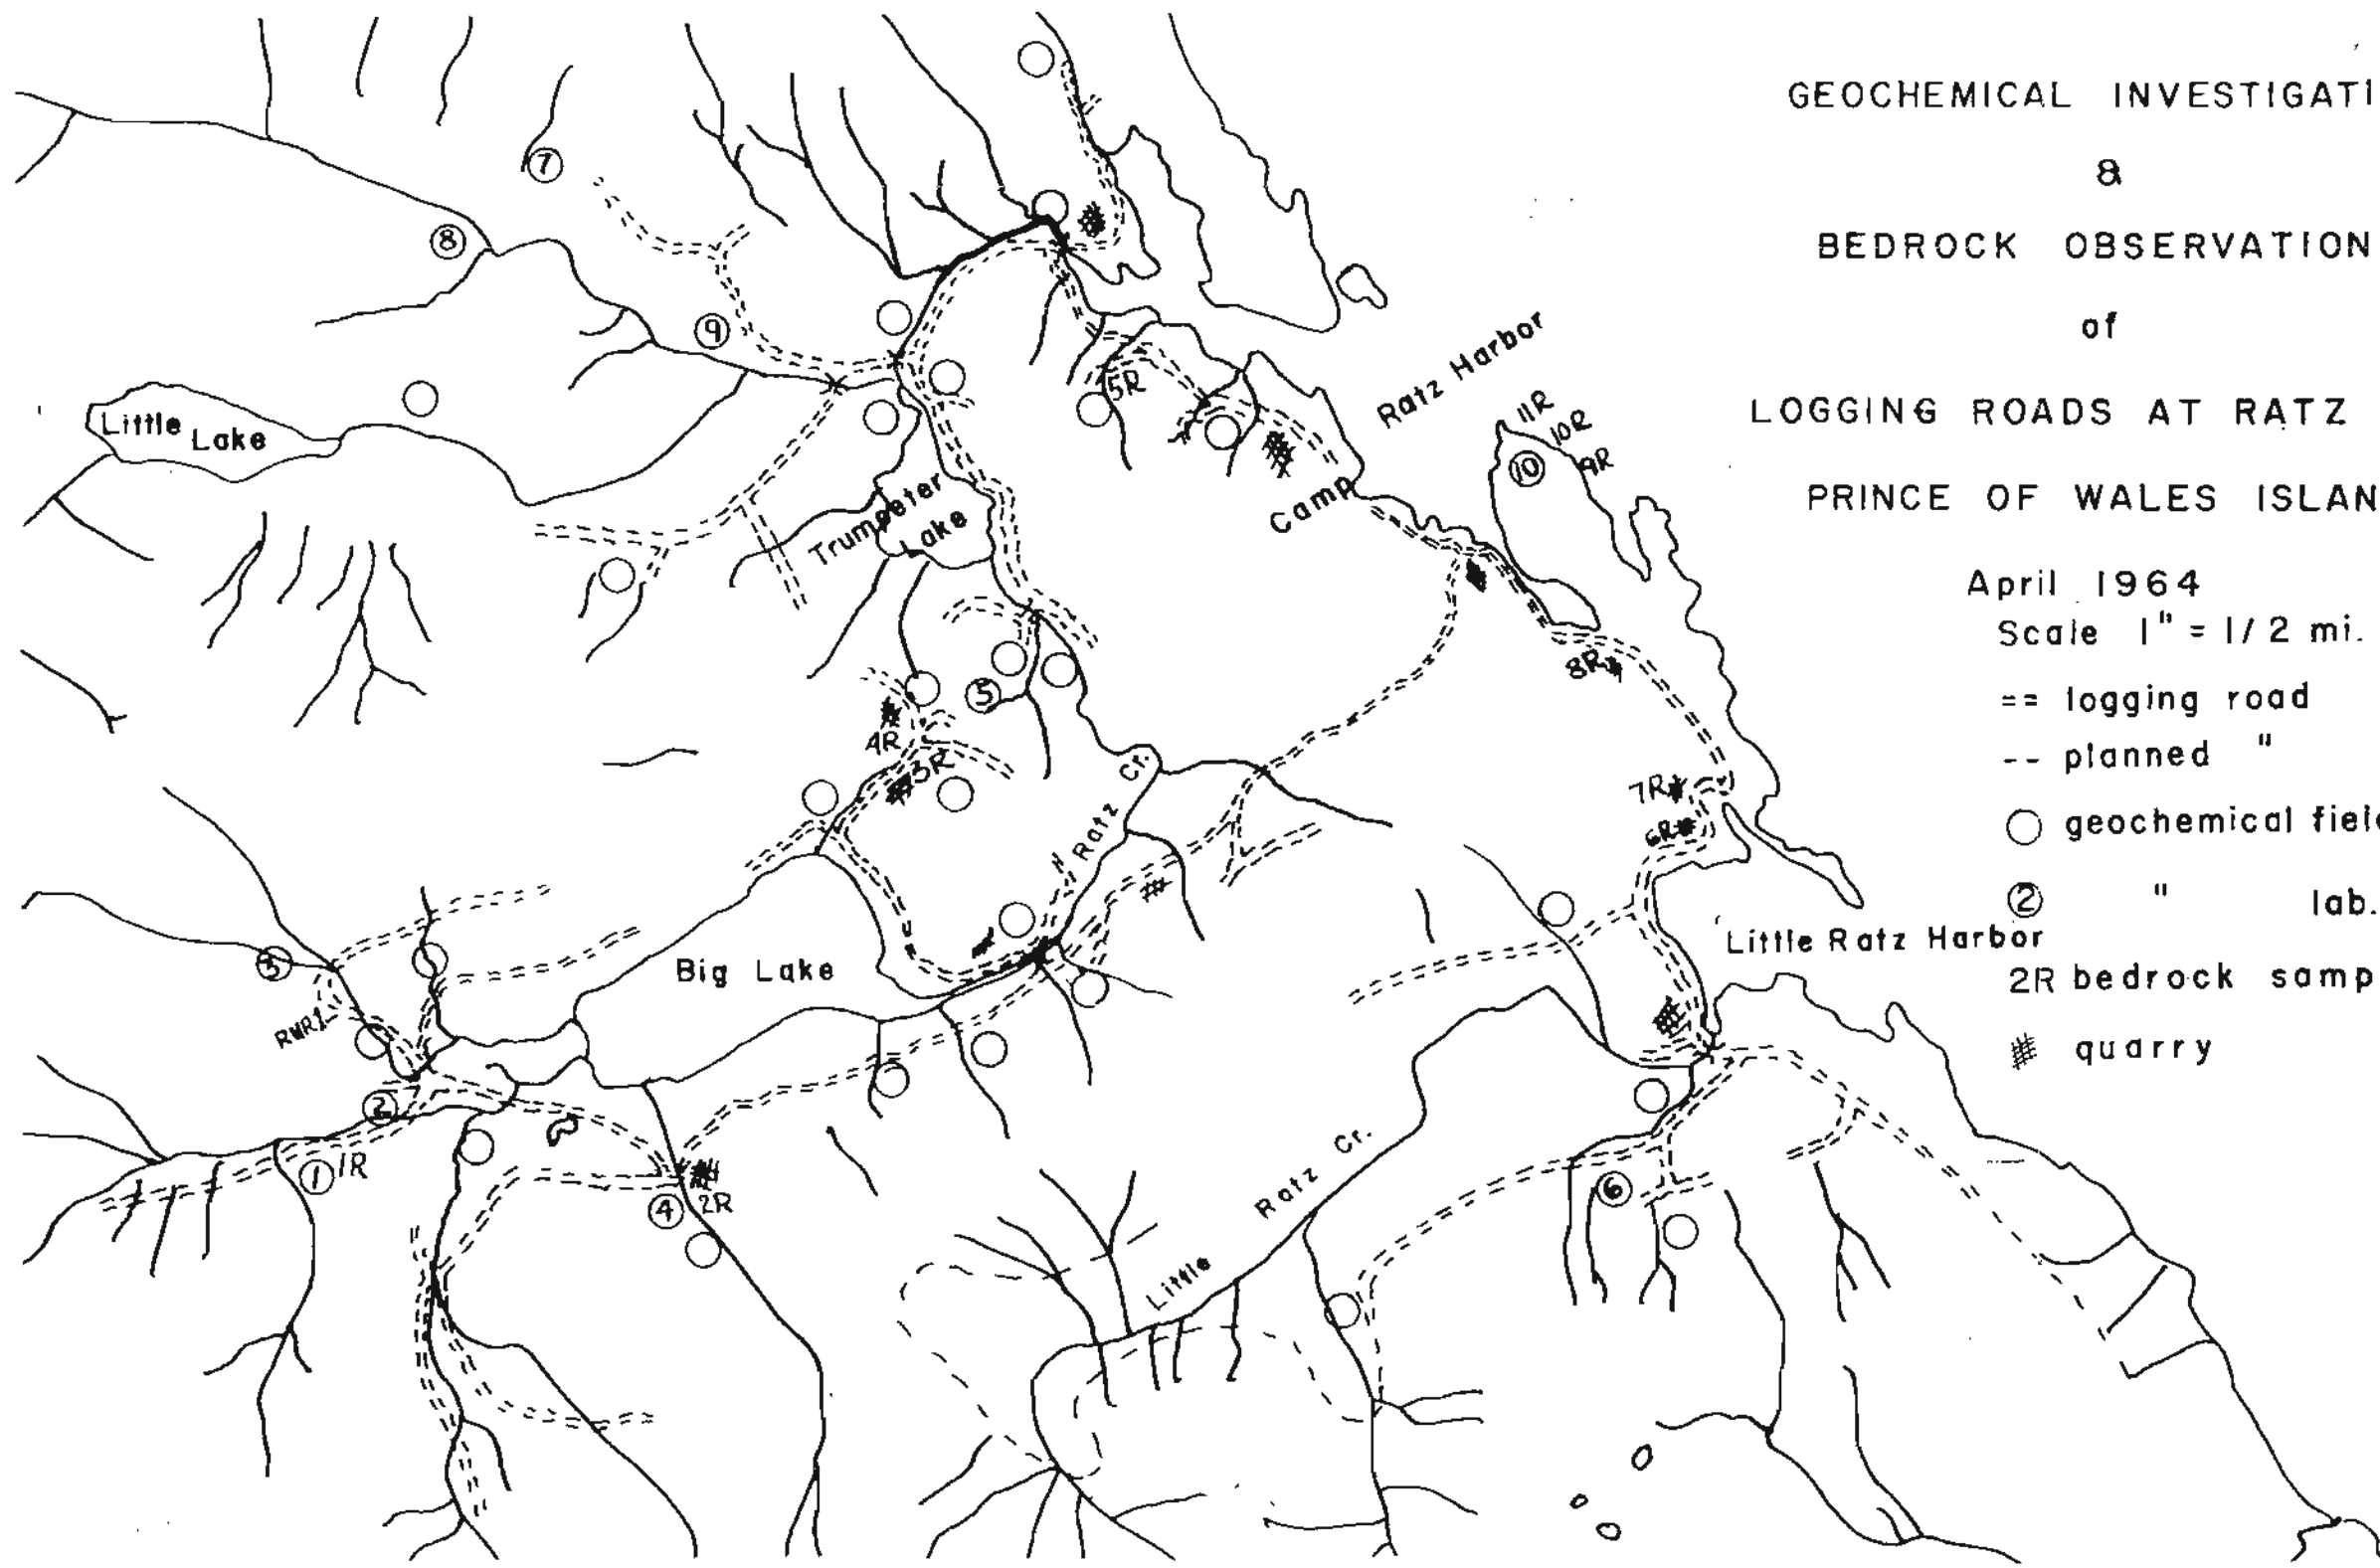 GEOCHEMICAL INVESTIGATI
&
BEDROCK OBSERVATION
of
LOGGING ROADS AT RATZ
PRINCE OF WALES ISLAN
April 1964
Scale 1" = 1/2 mi.
== logging road
-- planned "
geochemical fiel
② " lab.
2R bedrock samp
quarry
⑦
⑧
⑨
Little Lake
5R
Ratz Harbor
Camp
11R
10R
9R
⑩
Trumpeter Lake
8R
⑤
4R
3R
7R
6R
Ratz Cr.
③
Big Lake
Little Ratz Harbor
②
① 1R
④ 2R
⑥
Little Ratz Cr.